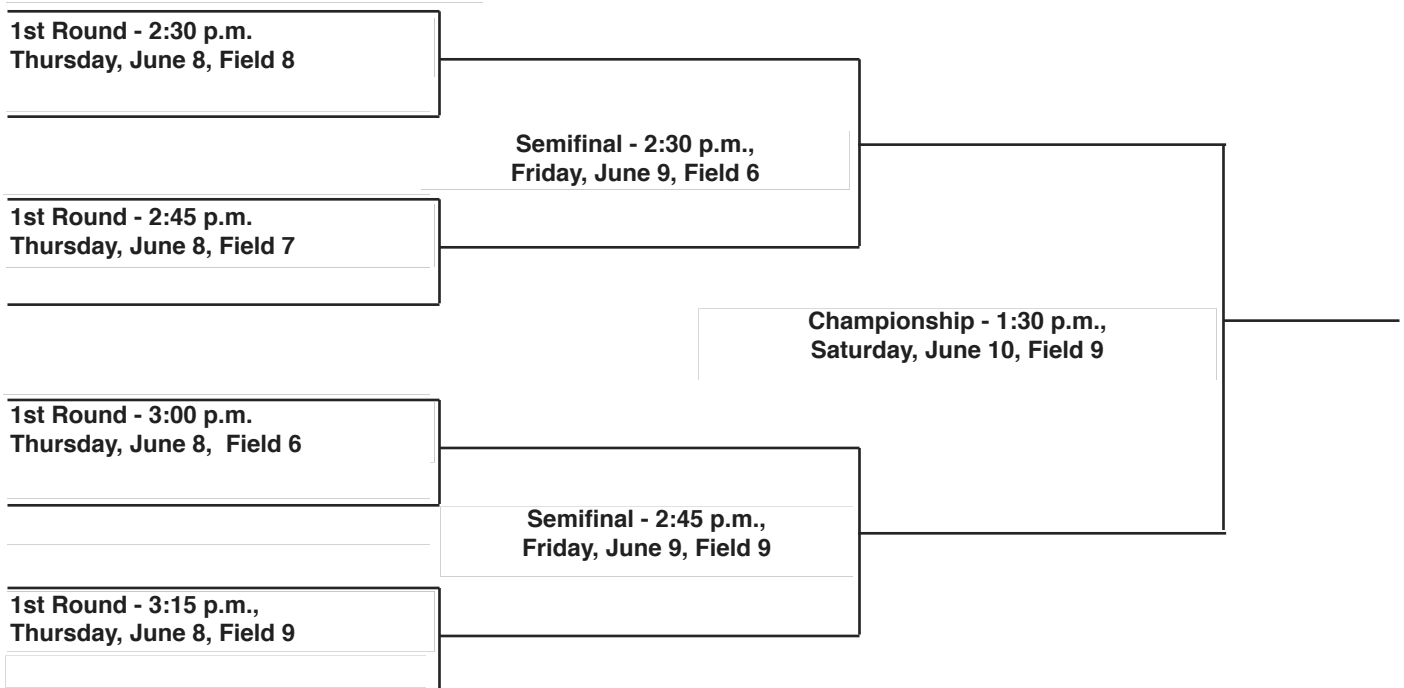 1st Round - 2:30 p.m.
Thursday, June 8, Field 8
Semifinal - 2:30 p.m.,
Friday, June 9, Field 6
1st Round - 2:45 p.m.
Thursday, June 8, Field 7
Championship - 1:30 p.m.,
Saturday, June 10, Field 9
1st Round - 3:00 p.m.
Thursday, June 8,  Field 6
Semifinal - 2:45 p.m.,
Friday, June 9, Field 9
1st Round - 3:15 p.m.,
Thursday, June 8, Field 9